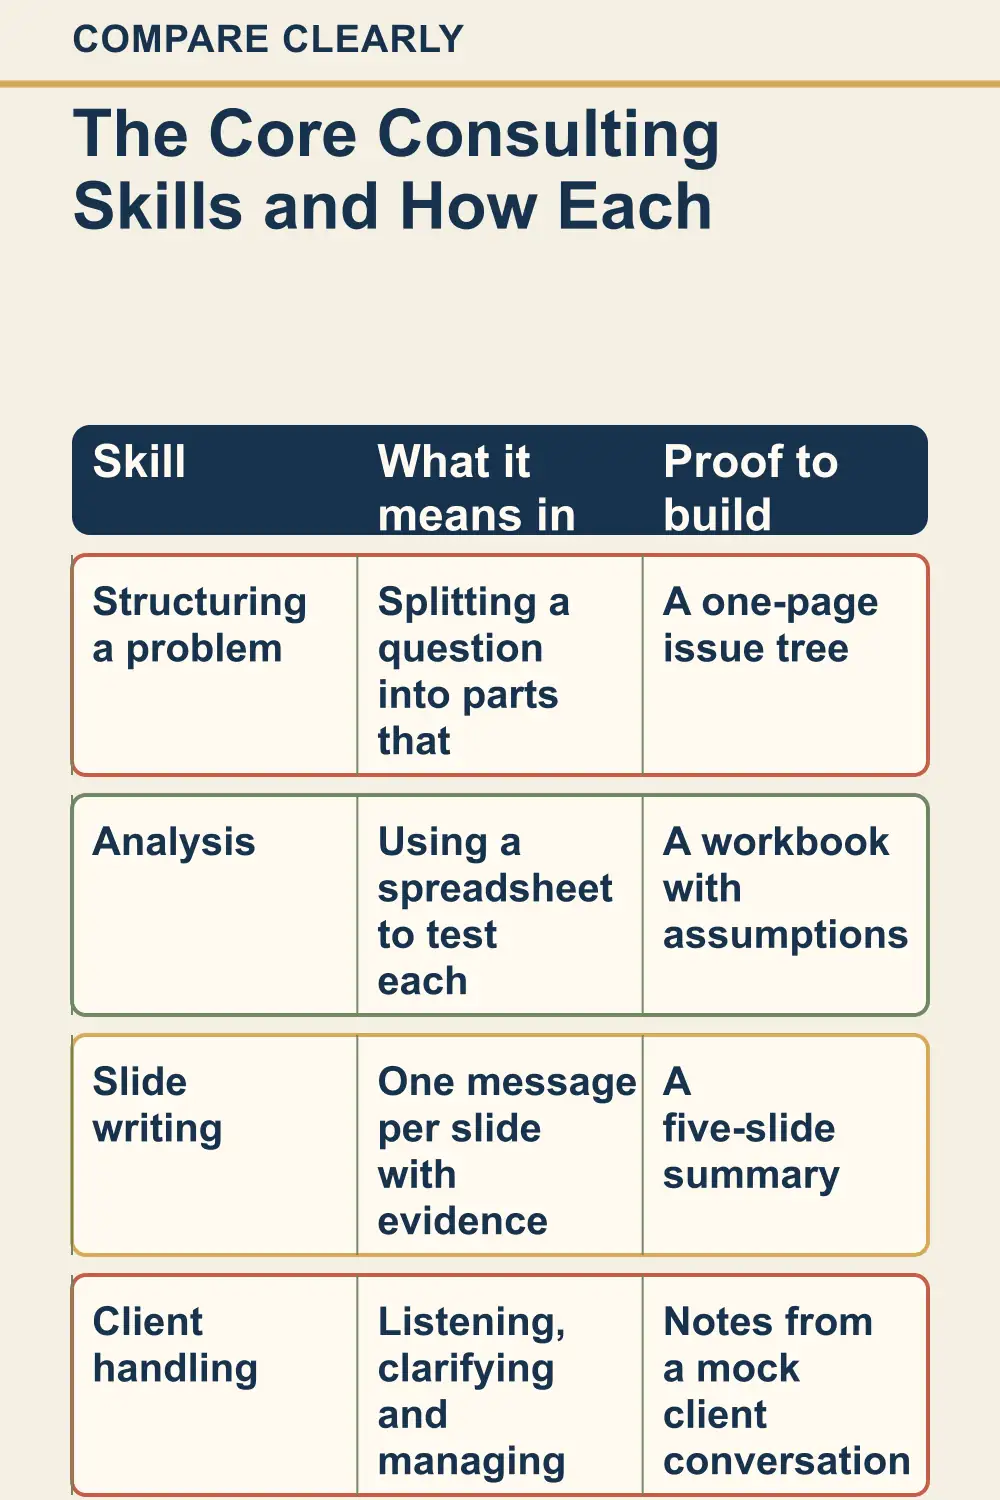 COMPARE CLEARLY
The Core Consulting
Skills and How Each
Skill
What it
means in
Proof to
build
Structuring
a problem
Splitting a
question
into parts
that
A one-page
issue tree
Analysis
Using a
spreadsheet
to test
each
A workbook
with
assumptions
Slide
writing
One message
per slide
with
evidence
A
five-slide
summary
Client
handling
Listening,
clarifying
and
managing
Notes from
a mock
client
conversation